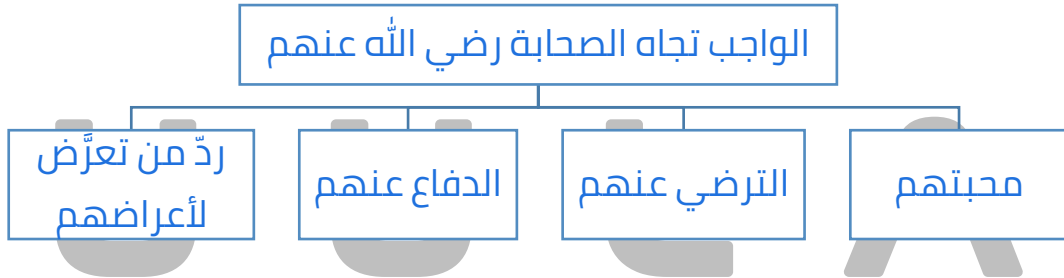 الواجب تجاه الصحابة رضي الله عنهم
محبتهم
الترضي عنهم
الدفاع عنهم
ردّ من تعرَّض
لأعراضهم